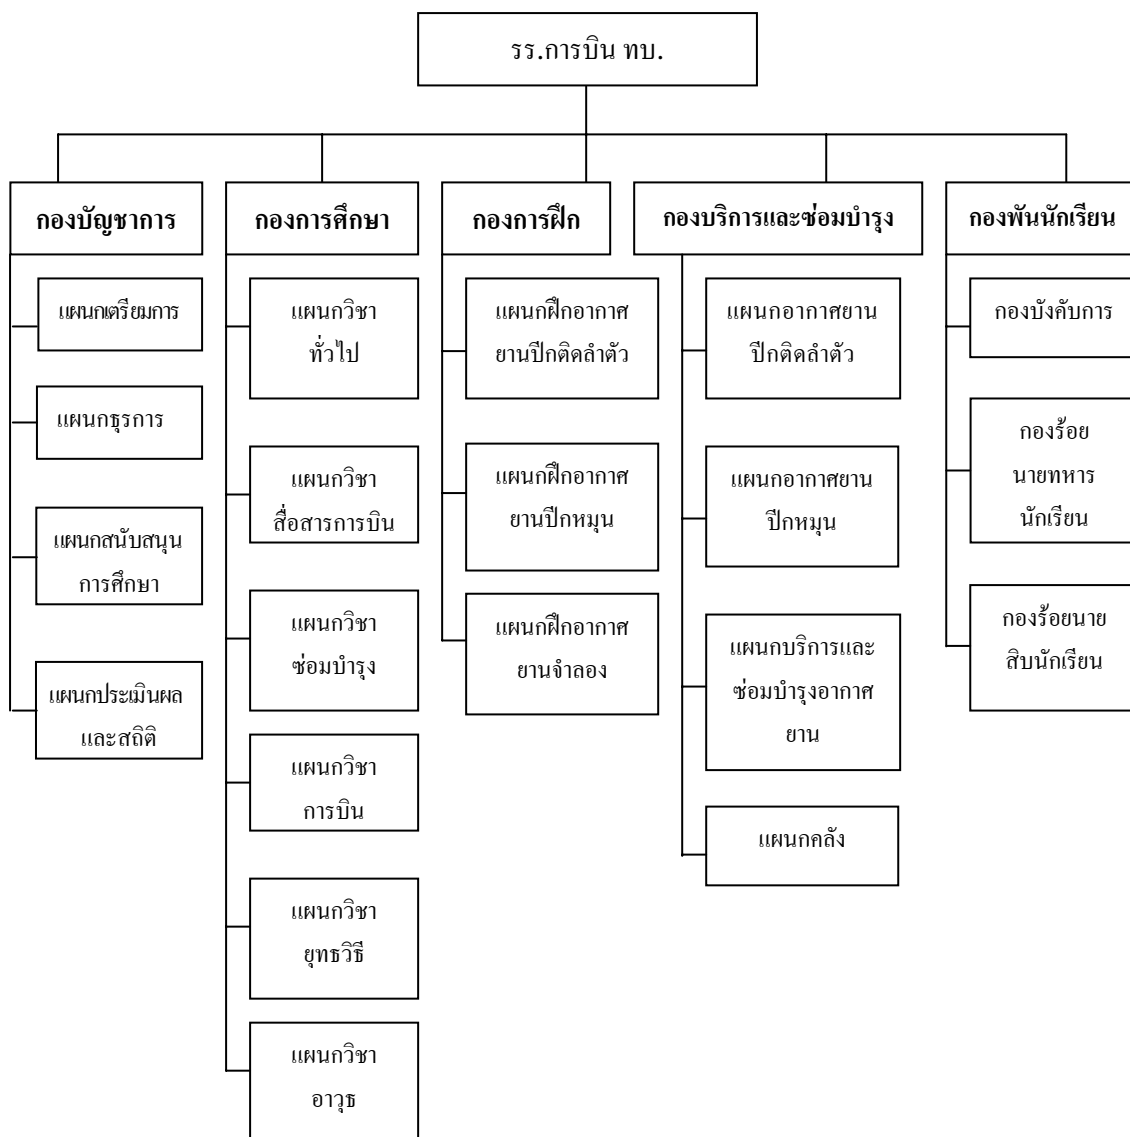 รร.การบิน ทบ.
กองบัญชาการ
แผนกเตรียมการ
แผนกธุรการ
แผนกสนับสนุน
การศึกษา
แผนกประเมินผล
และสถิติ
กองการศึกษา
แผนกวิชา
ทั่วไป
แผนกวิชา
สื่อสารการบิน
แผนกวิชา
ซ่อมบำรุง
แผนกวิชา
การบิน
แผนกวิชา
ยุทธวิธี
แผนกวิชา
อาวุธ
กองการฝึก
แผนกฝึกอากาศ
ยานปีกติดลำตัว
แผนกฝึกอากาศ
ยานปีกหมุน
แผนกฝึกอากาศ
ยานจำลอง
กองบริการและซ่อมบำรุง
แผนกอากาศยาน
ปีกติดลำตัว
แผนกอากาศยาน
ปีกหมุน
แผนกบริการและ
ซ่อมบำรุงอากาศ
ยาน
แผนกคลัง
กองพันนักเรียน
กองบังคับการ
กองร้อย
นายทหาร
นักเรียน
กองร้อยนาย
สิบนักเรียน